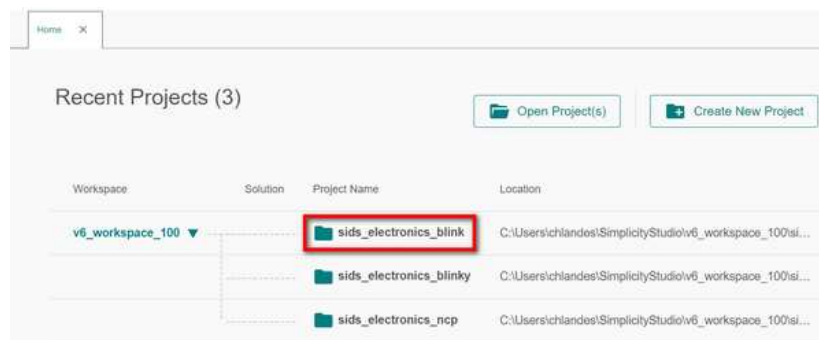 Home X
Recent Projects (3)
Open Project(s) Create New Project
Workspace Solution Project Name Location
v6_workspace_100 sids_electronics_blink C:\Users\chlandes\SimplicityStudio\v6_workspace_100\si...
sids_electronics_blinky C:\Users\chlandes\SimplicityStudio\v6_workspace_100\si...
sids_electronics_ncp C:\Users\chlandes\SimplicityStudio\v6_workspace_100\si...